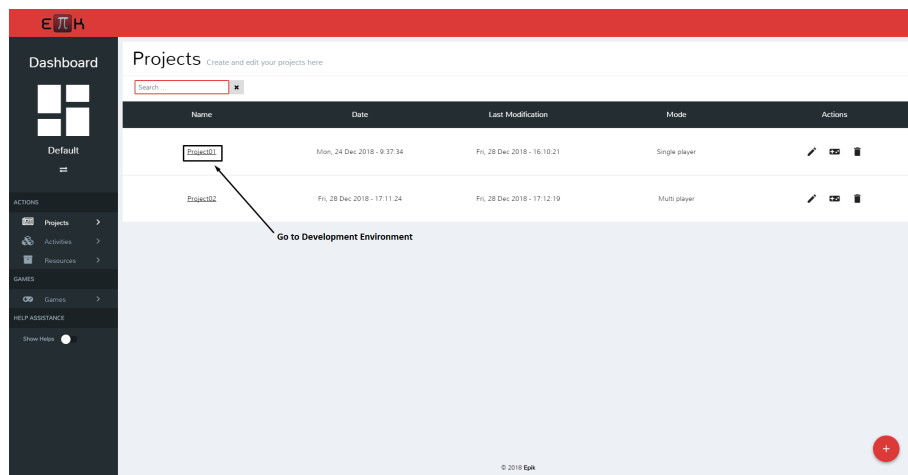 EπK
Dashboard
Default
ACTIONS
Projects
Activities
Resources
GAMES
Games
HELP ASSISTANCE
Show Helps
Projects Create and edit your projects here
Search ...
Name Date Last Modification Mode Actions
Project01 Mon, 24 Dec 2018 - 9:37:34 Fri, 28 Dec 2018 - 16:10:21 Single player
Project02 Fri, 28 Dec 2018 - 17:11:24 Fri, 28 Dec 2018 - 17:12:19 Multi player
Go to Development Environment
© 2018 Epik